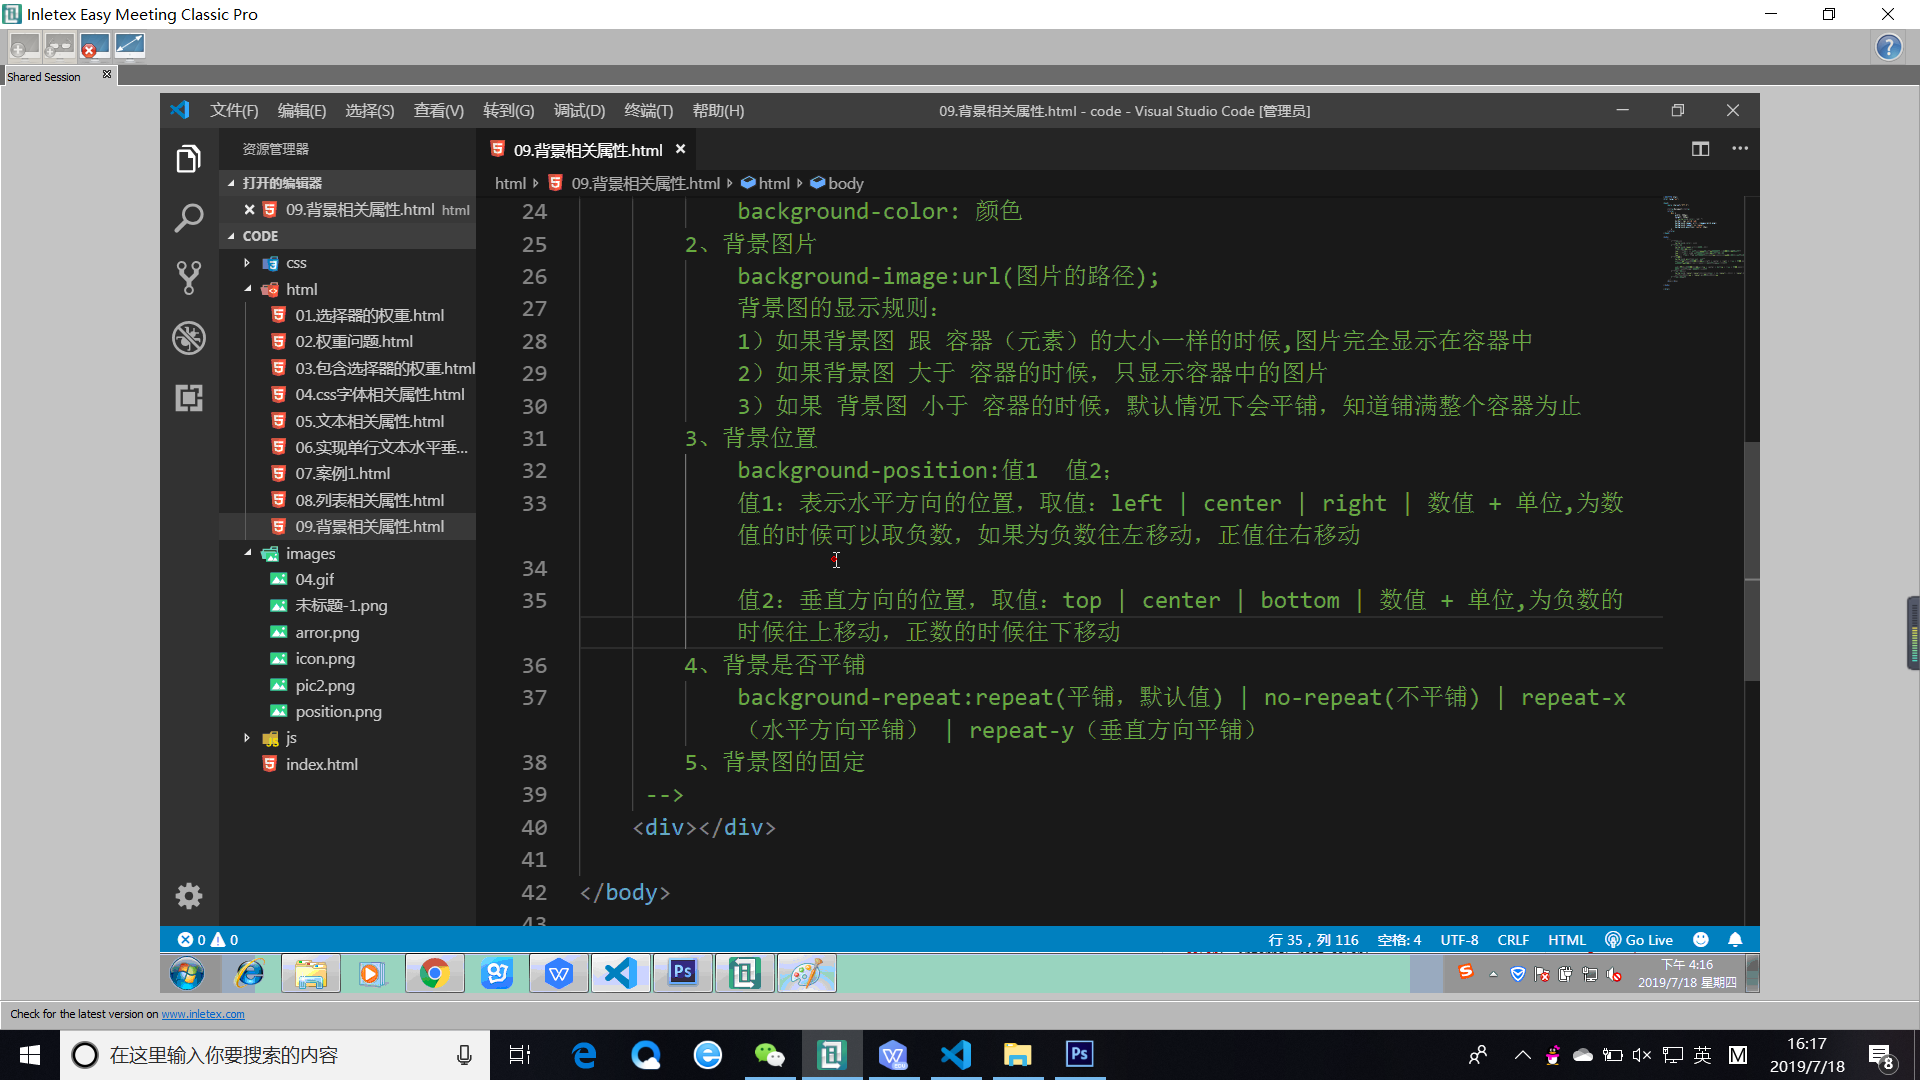 Inletex Easy Meeting Classic Pro
Shared Session
文件(F) 编辑(E) 选择(S) 查看(V) 转到(G) 调试(D) 终端(T) 帮助(H)
09.背景相关属性.html - code - Visual Studio Code [管理员]
资源管理器
09.背景相关属性.html
打开的编辑器
html 09.背景相关属性.html html body
09.背景相关属性.html html
CODE
css
html
01.选择器的权重.html
02.权重问题.html
03.包含选择器的权重.html
04.css字体相关属性.html
05.文本相关属性.html
06.实现单行文本水平垂...
07.案例1.html
08.列表相关属性.html
09.背景相关属性.html
images
04.gif
未标题-1.png
arror.png
icon.png
pic2.png
position.png
js
index.html
24 background-color: 颜色
25 2、背景图片
26 background-image:url(图片的路径);
27 背景图的显示规则：
28 1）如果背景图 跟 容器（元素）的大小一样的时候,图片完全显示在容器中
29 2）如果背景图 大于 容器的时候，只显示容器中的图片
30 3）如果 背景图 小于 容器的时候，默认情况下会平铺，知道铺满整个容器为止
31 3、背景位置
32 background-position:值1 值2；
33 值1：表示水平方向的位置，取值：left | center | right | 数值 + 单位,为数
值的时候可以取负数，如果为负数往左移动，正值往右移动
34
35 值2：垂直方向的位置，取值：top | center | bottom | 数值 + 单位,为负数的
时候往上移动，正数的时候往下移动
36 4、背景是否平铺
37 background-repeat:repeat(平铺，默认值) | no-repeat(不平铺) | repeat-x
（水平方向平铺） | repeat-y（垂直方向平铺）
38 5、背景图的固定
39 -->
40 <div></div>
41
42 </body>
43
0 0
行 35，列 116 空格: 4 UTF-8 CRLF HTML Go Live
下午 4:16
2019/7/18 星期四
Check for the latest version on www.inletex.com
在这里输入你要搜索的内容
英 M
16:17
2019/7/18
8